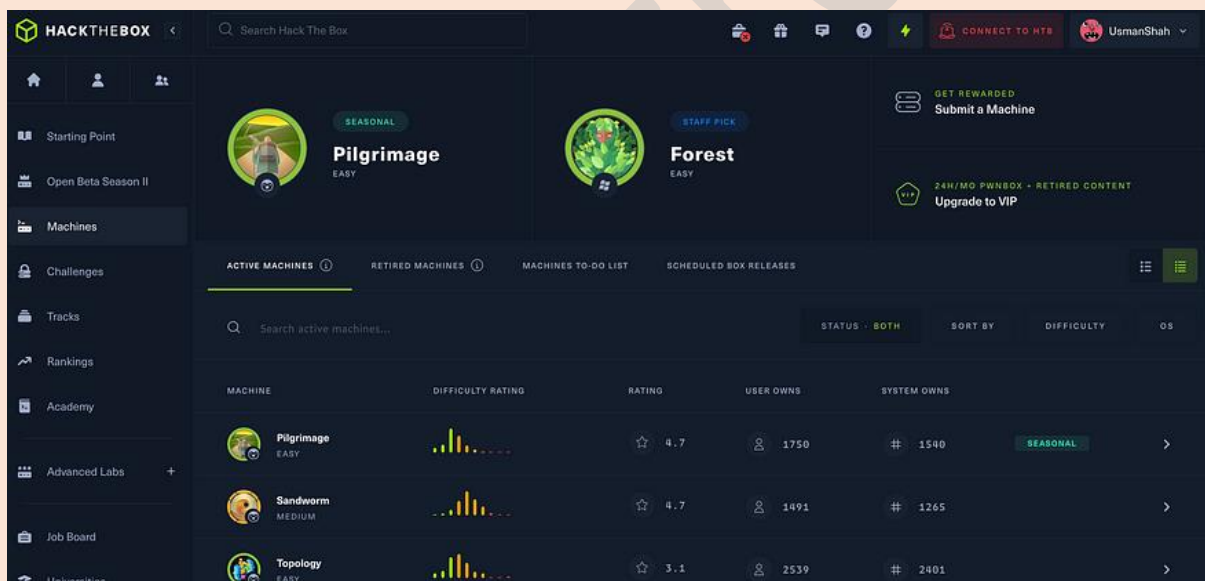 HACKTHEBOX
Search Hack The Box
CONNECT TO HTB
UsmanShah
Starting Point
Open Beta Season II
Machines
Challenges
Tracks
Rankings
Academy
Advanced Labs +
Job Board
Universities
SEASONAL
Pilgrimage
EASY
STAFF PICK
Forest
EASY
GET REWARDED
Submit a Machine
VIP
24H/MO PWNBOX + RETIRED CONTENT
Upgrade to VIP
ACTIVE MACHINES RETIRED MACHINES MACHINES TO-DO LIST SCHEDULED BOX RELEASES
Search active machines...
STATUS · BOTH SORT BY DIFFICULTY OS
MACHINE DIFFICULTY RATING RATING USER OWNS SYSTEM OWNS
Pilgrimage 4.7 1750 # 1540 SEASONAL
EASY
Sandworm 4.7 1491 # 1265
MEDIUM
Topology 3.1 2539 # 2401
EASY